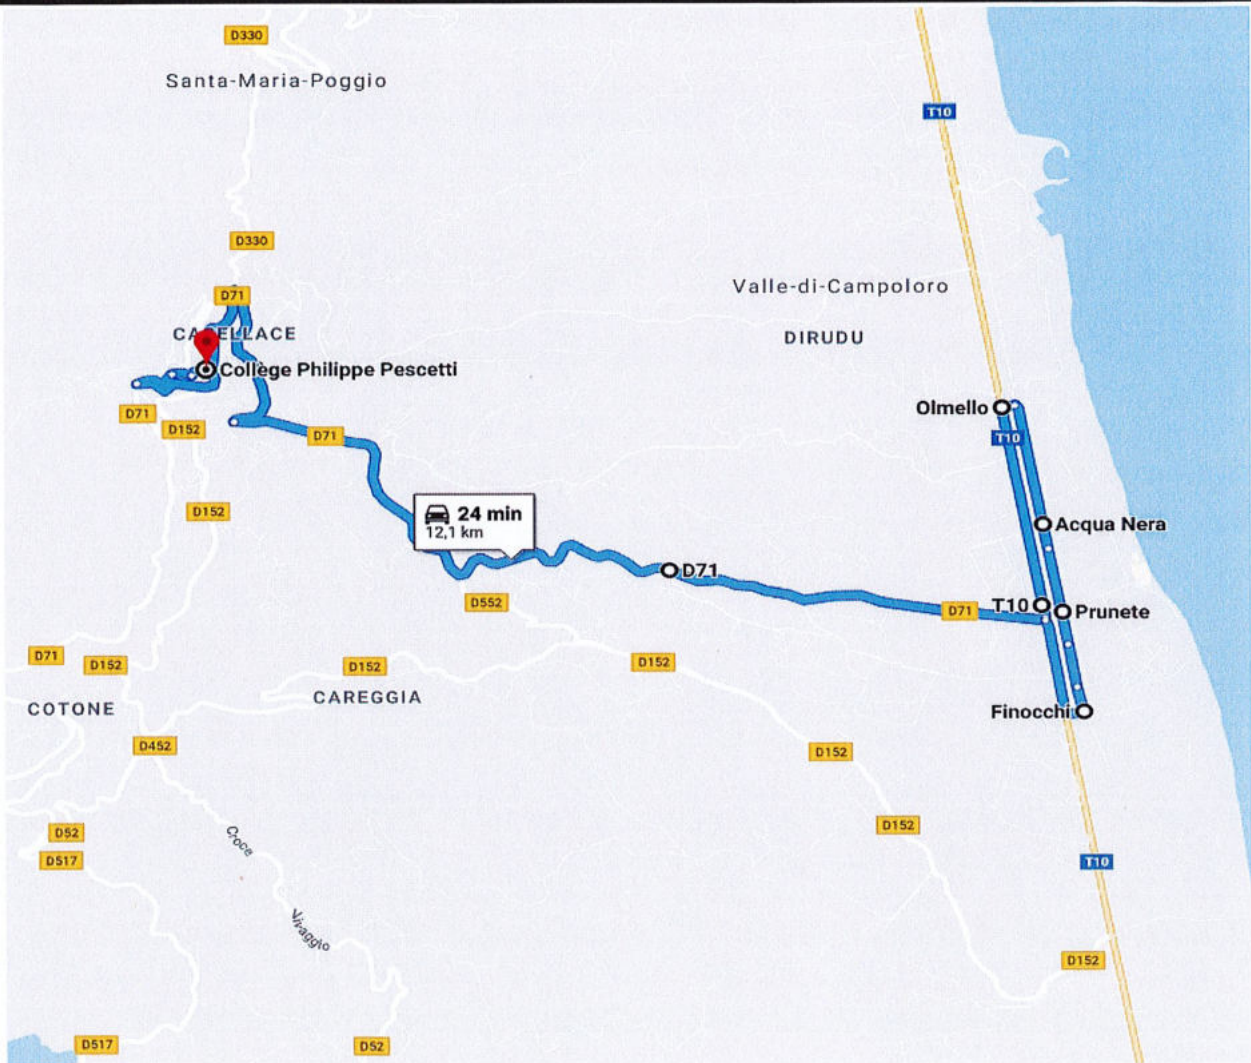 D330
Santa-Maria-Poggio
T10
D330
Valle-di-Campoloro
D71
CASELLACE
DIRUDU
Collège Philippe Pescetti
Olmello
D71
D152
D71
T10
D152
24 min
12,1 km
Acqua Nera
D71
D552
T10
D71
Prunete
D71
D152
D152
D152
CAREGGIA
COTONE
Finocchi
D452
D152
D52
Croce
D152
D517
T10
Vivaggio
D152
D517
D52